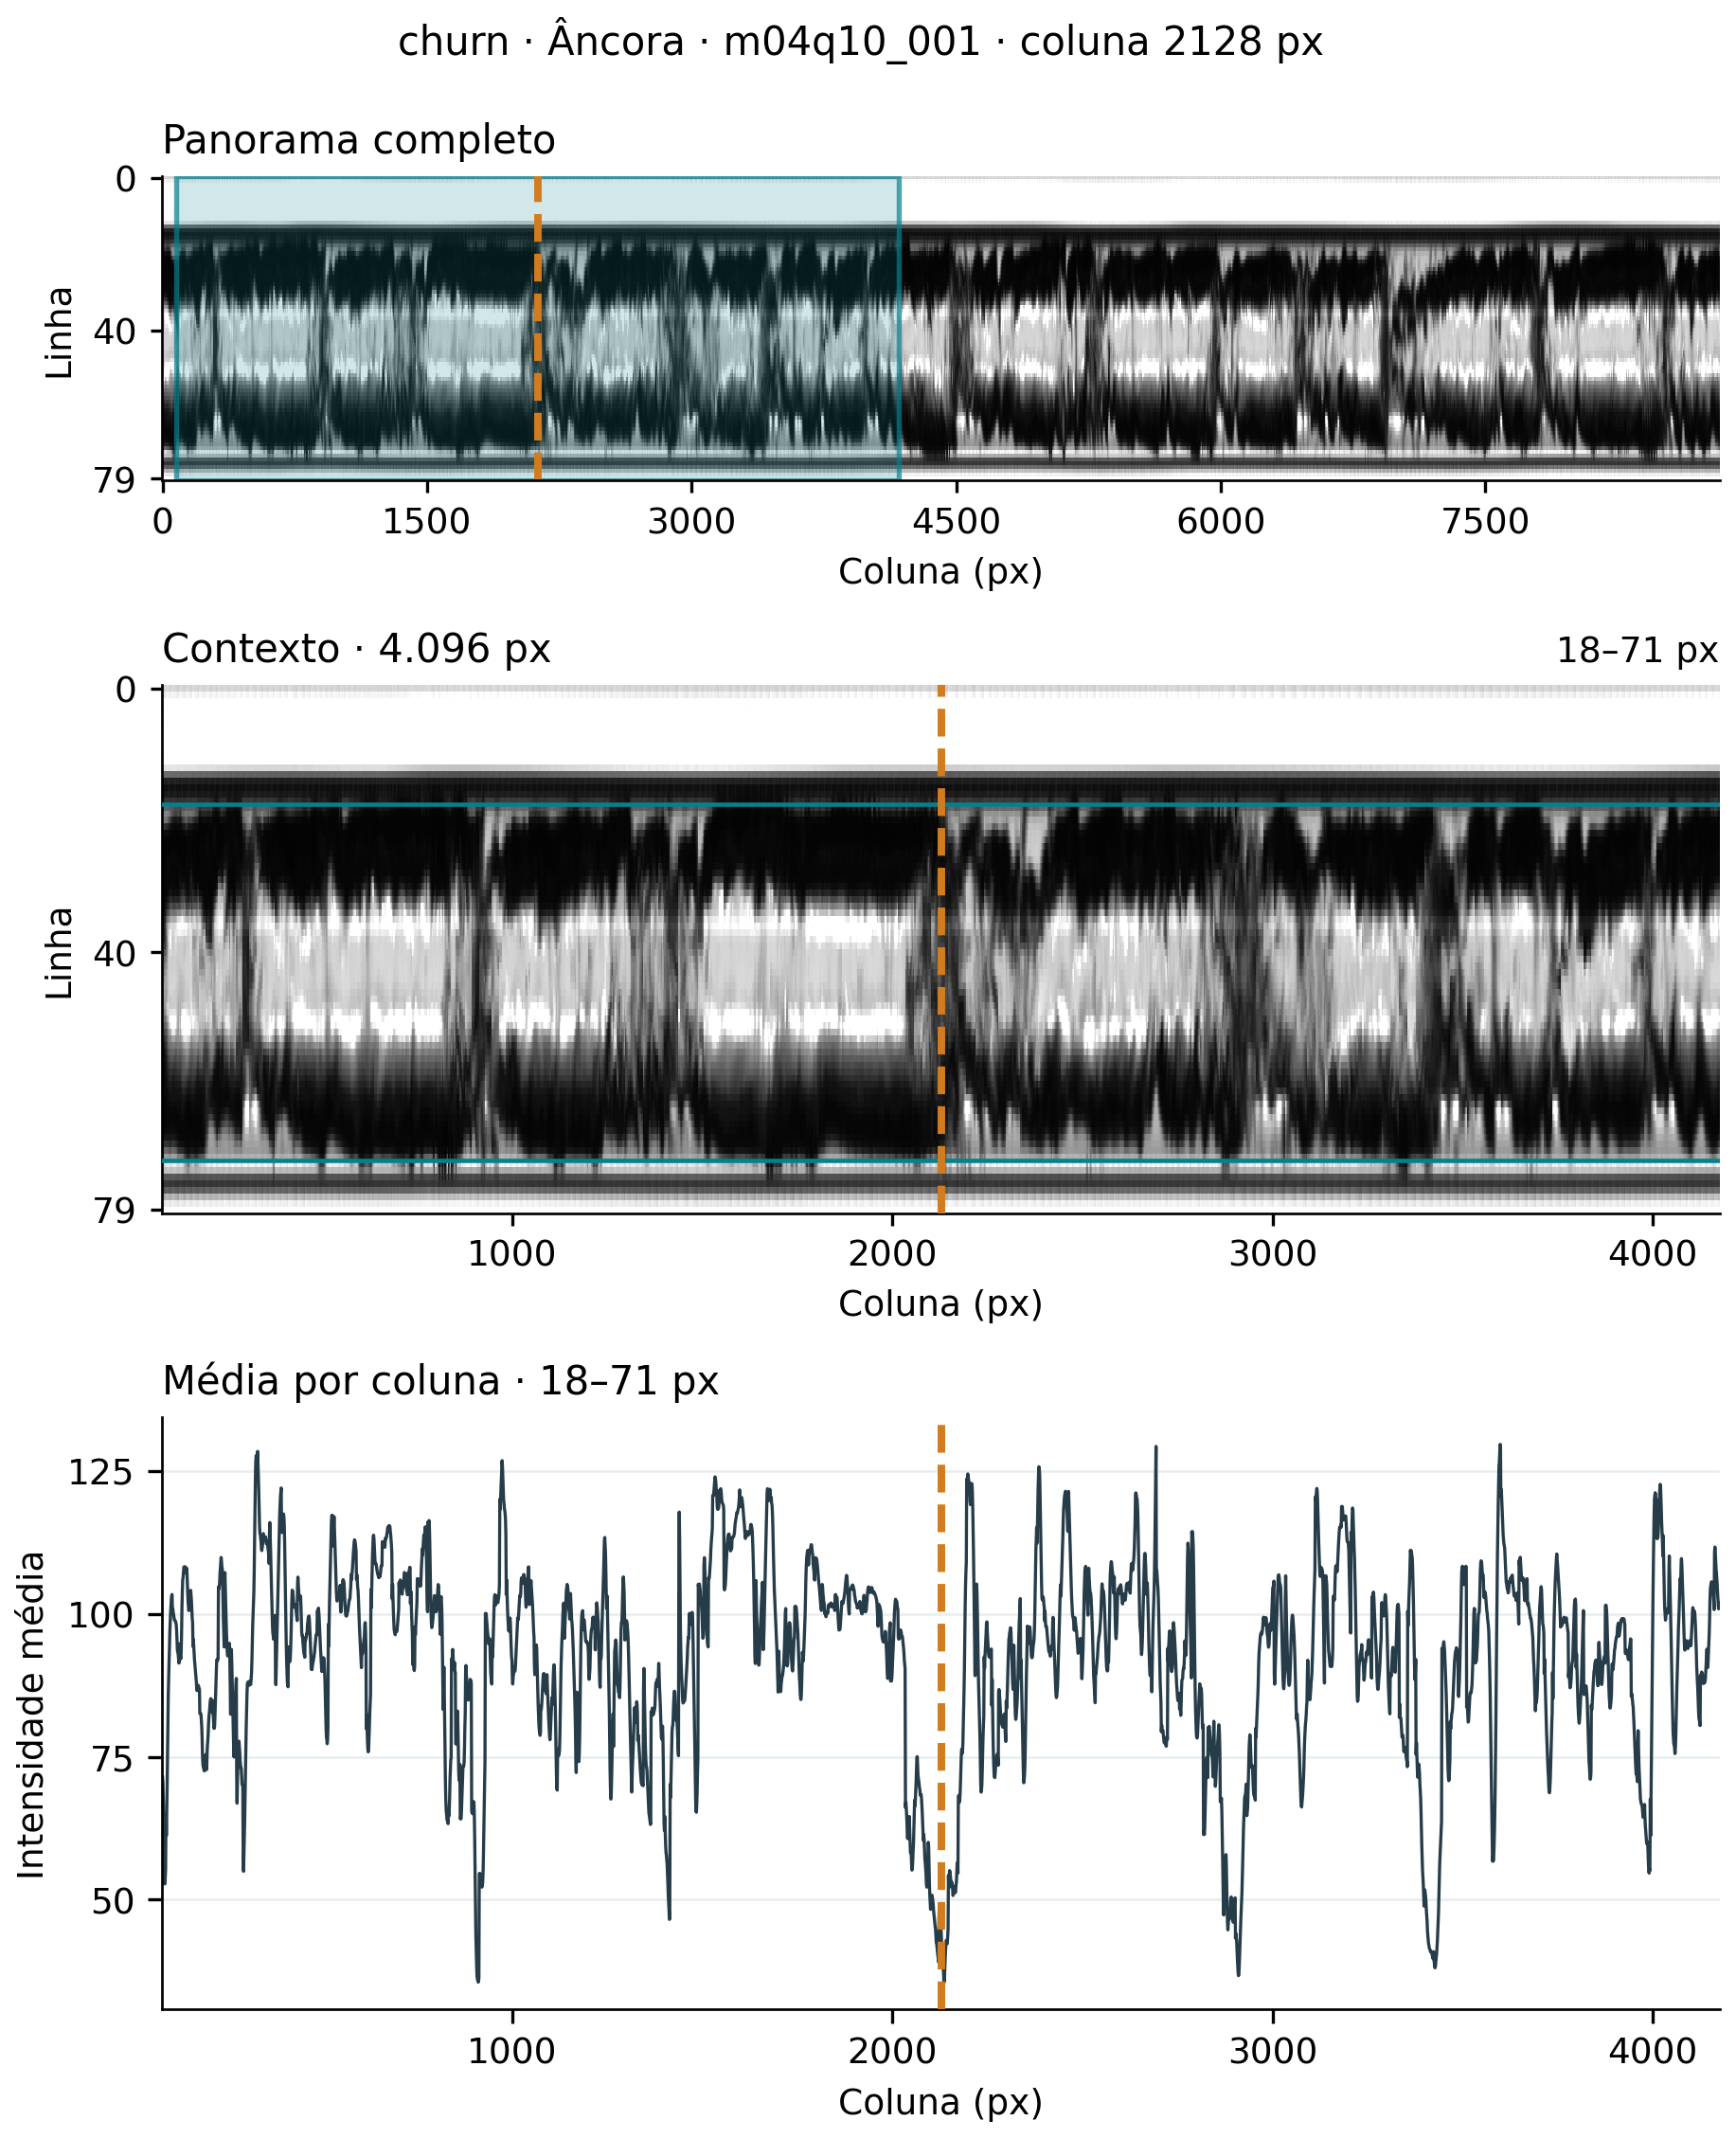 churn · Âncora · m04q10_001 · coluna 2128 px
Panorama completo
0
40
79
Linha
0 1500 3000 4500 6000 7500
Coluna (px)
Contexto · 4.096 px 18–71 px
0
40
79
Linha
1000 2000 3000 4000
Coluna (px)
Média por coluna · 18–71 px
125
100
75
50
Intensidade média
1000 2000 3000 4000
Coluna (px)